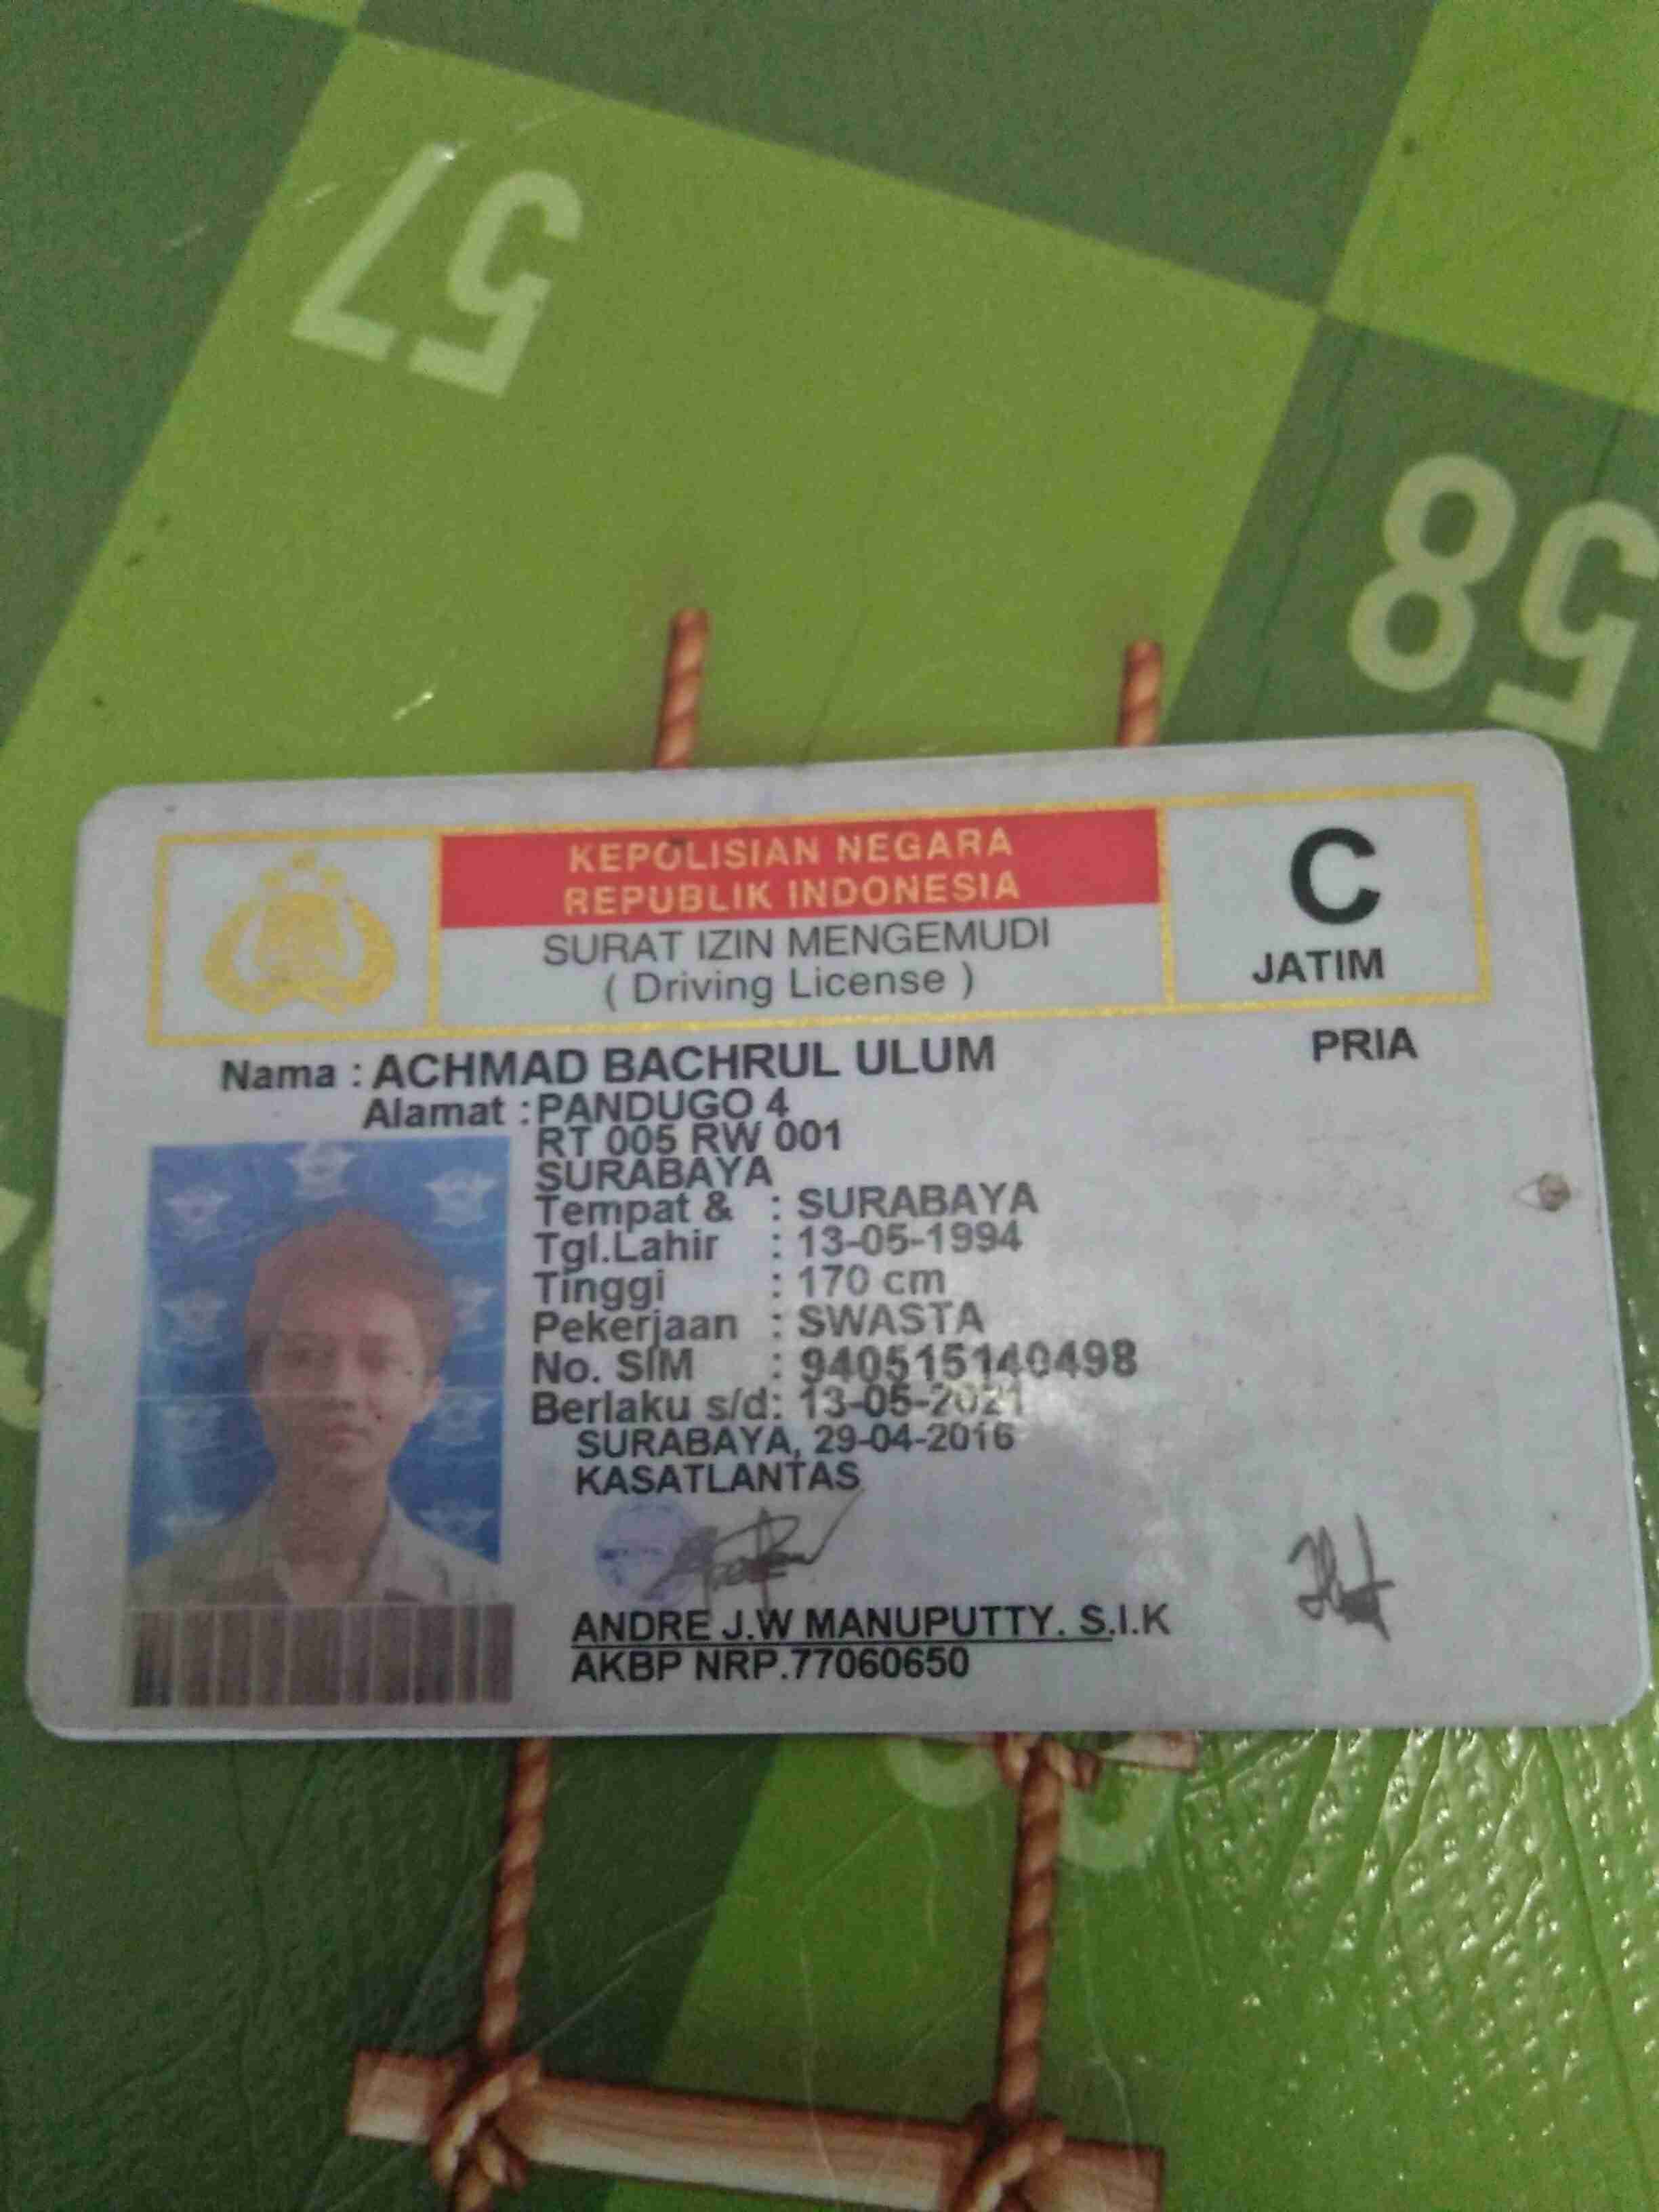 57
58
KEPOLISIAN NEGARA
REPUBLIK INDONESIA
SURAT IZIN MENGEMUDI
( Driving License )
C
JATIM
PRIA
Nama : ACHMAD BACHRUL ULUM
Alamat : PANDUGO 4
RT 005 RW 001
SURABAYA
Tempat & : SURABAYA
Tgl.Lahir : 13-05-1994
Tinggi : 170 cm
Pekerjaan : SWASTA
No. SIM : 940515140498
Berlaku s/d: 13-05-2021
SURABAYA, 29-04-2016
KASATLANTAS
ANDRE J.W MANUPUTTY. S.I.K
AKBP NRP.77060650